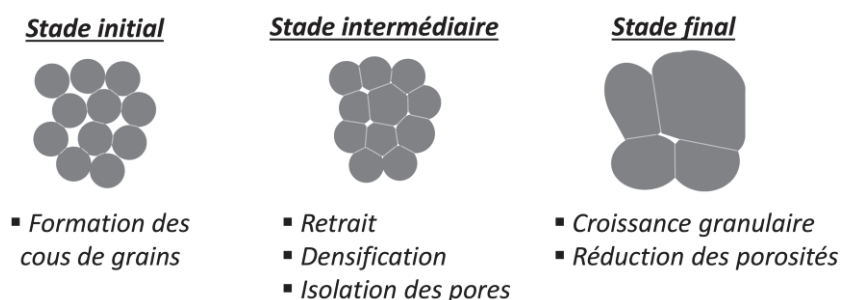 Stade initial
Stade intermédiaire
Stade final
▪ Formation des
cous de grains
▪ Retrait
▪ Densification
▪ Isolation des pores
▪ Croissance granulaire
▪ Réduction des porosités